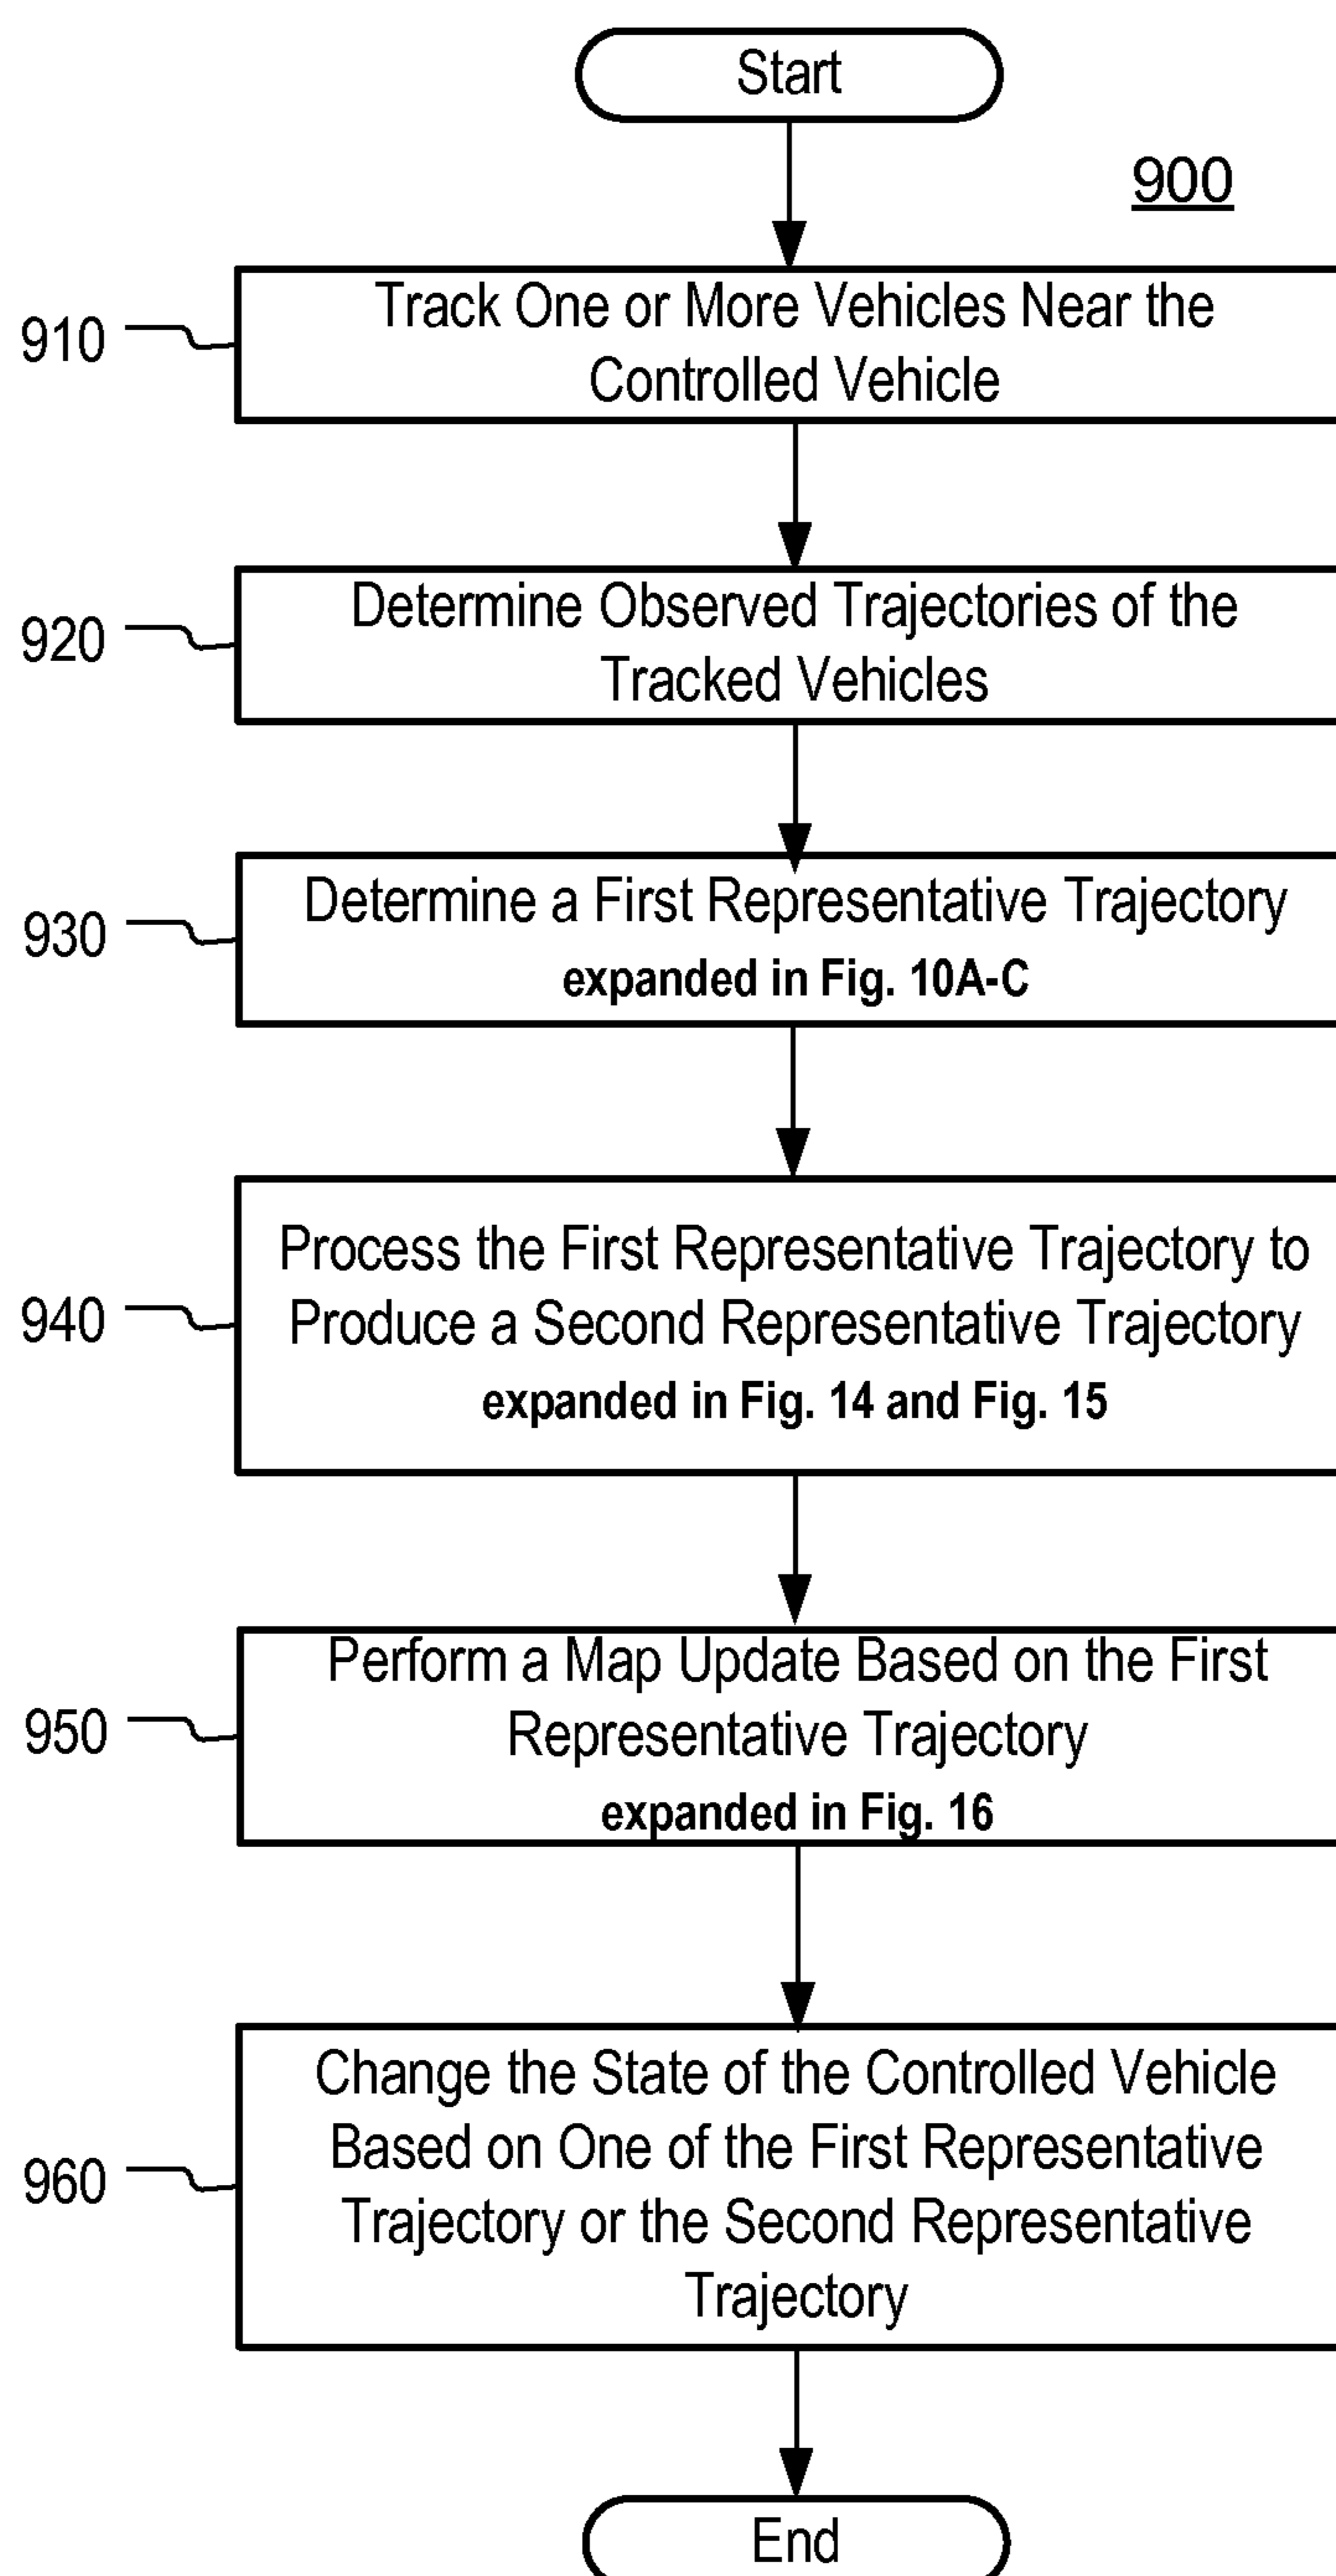 Start
900
910
Track One or More Vehicles Near the
Controlled Vehicle
920
Determine Observed Trajectories of the
Tracked Vehicles
930
Determine a First Representative Trajectory
expanded in Fig. 10A-C
940
Process the First Representative Trajectory to
Produce a Second Representative Trajectory
expanded in Fig. 14 and Fig. 15
950
Perform a Map Update Based on the First
Representative Trajectory
expanded in Fig. 16
960
Change the State of the Controlled Vehicle
Based on One of the First Representative
Trajectory or the Second Representative
Trajectory
End